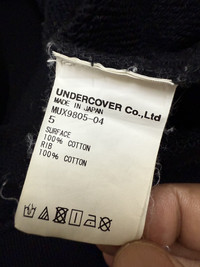 UNDERCOVER Co.,Ltd
MADE IN JAPAN
MUX9805-04
5
SURFACE
100% COTTON
RIB
100% COTTON